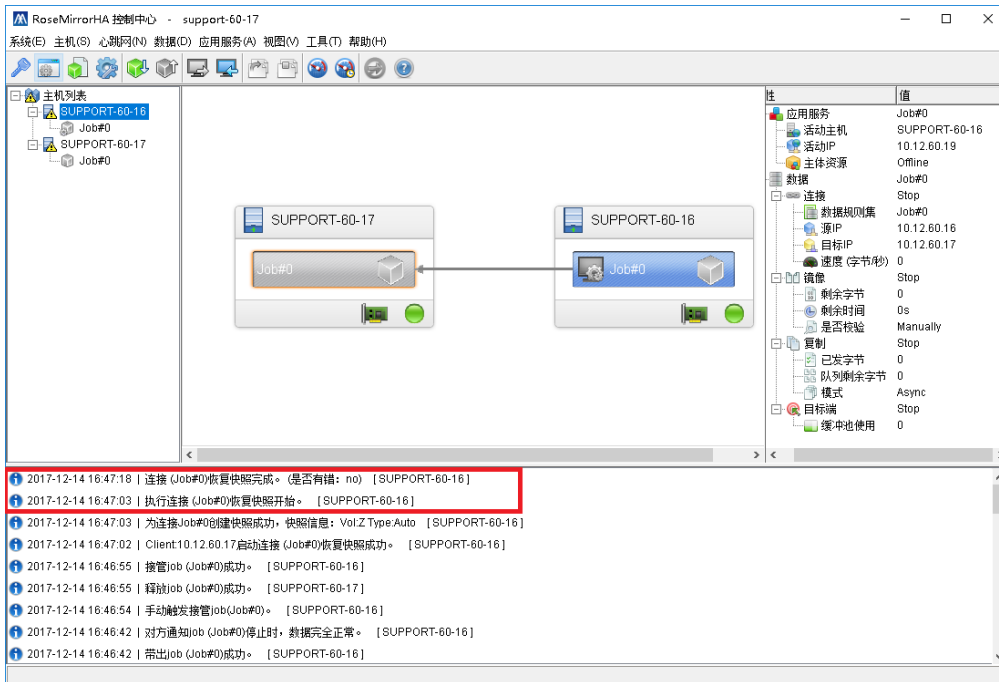 RoseMirrorHA 控制中心 - support-60-17
系统(E) 主机(S) 心跳网(N) 数据(D) 应用服务(A) 视图(V) 工具(T) 帮助(H)
主机列表
SUPPORT-60-16
Job#0
SUPPORT-60-17
Job#0
SUPPORT-60-17
Job#0
SUPPORT-60-16
Job#0
性 值
应用服务 Job#0
活动主机 SUPPORT-60-16
活动IP 10.12.60.19
主体资源 Offline
数据 Job#0
连接 Stop
数据规则集 Job#0
源IP 10.12.60.16
目标IP 10.12.60.17
速度 (字节/秒) 0
镜像 Stop
剩余字节 0
剩余时间 0s
是否校验 Manually
复制 Stop
已发字节 0
队列剩余字节 0
模式 Async
目标端 Stop
缓冲池使用 0
2017-12-14 16:47:18 | 连接 (Job#0)恢复快照完成。(是否有错：no) [SUPPORT-60-16]
2017-12-14 16:47:03 | 执行连接 (Job#0)恢复快照开始。 [SUPPORT-60-16]
2017-12-14 16:47:03 | 为连接Job#0创建快照成功，快照信息：Vol:Z Type:Auto [SUPPORT-60-16]
2017-12-14 16:47:02 | Client:10.12.60.17启动连接 (Job#0)恢复快照成功。 [SUPPORT-60-16]
2017-12-14 16:46:55 | 接管job (Job#0)成功。 [SUPPORT-60-16]
2017-12-14 16:46:55 | 释放job (Job#0)成功。 [SUPPORT-60-17]
2017-12-14 16:46:54 | 手动触发接管job(Job#0)。 [SUPPORT-60-16]
2017-12-14 16:46:42 | 对方通知job (Job#0)停止时，数据完全正常。 [SUPPORT-60-16]
2017-12-14 16:46:42 | 带出job (Job#0)成功。 [SUPPORT-60-16]